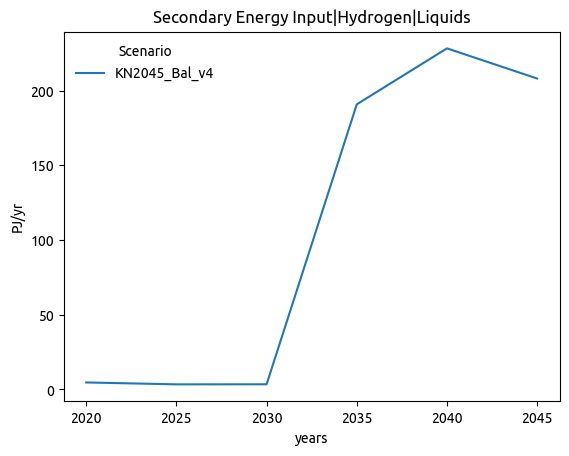 Secondary Energy Input|Hydrogen|Liquids
Scenario
KN2045_Bal_v4
PJ/yr
200
150
100
50
0
2020 2025 2030 2035 2040 2045
years